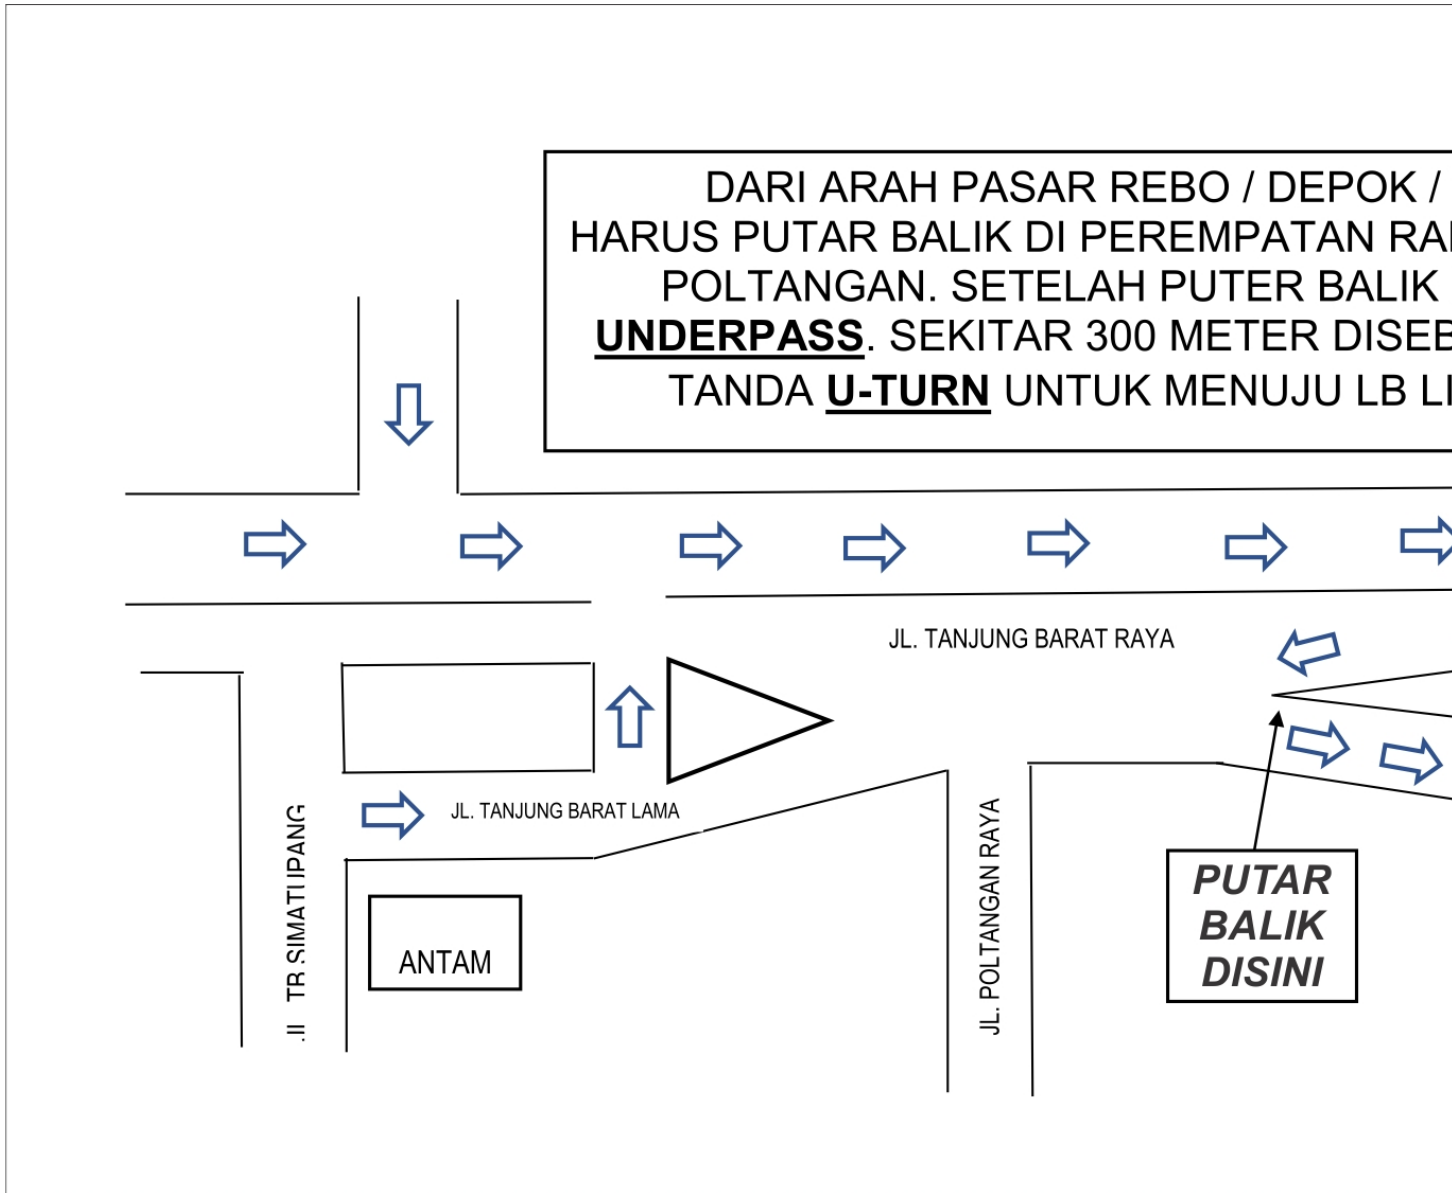 DARI ARAH PASAR REBO / DEPOK /
HARUS PUTAR BALIK DI PEREMPATAN
POLTANGAN. SETELAH PUTER BALIK
UNDERPASS. SEKITAR 300 METER
TANDA U-TURN UNTUK MENUJU LB
JL. TANJUNG BARAT RAYA
JL. TANJUNG BARAT LAMA
TB SIMATUPANG
ANTAM
JL. POLTANGAN RAYA
PUTAR
BALIK
DISINI